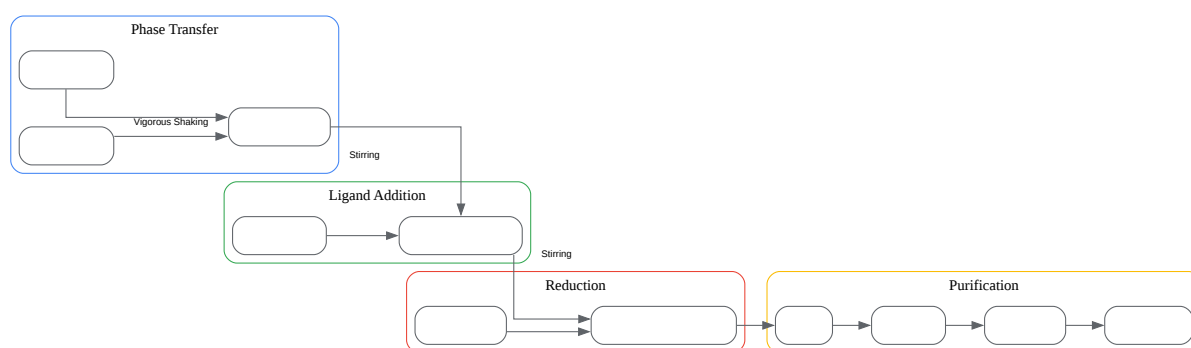 Phase Transfer
Vigorous Shaking
Stirring
Ligand Addition
Stirring
Reduction
Purification